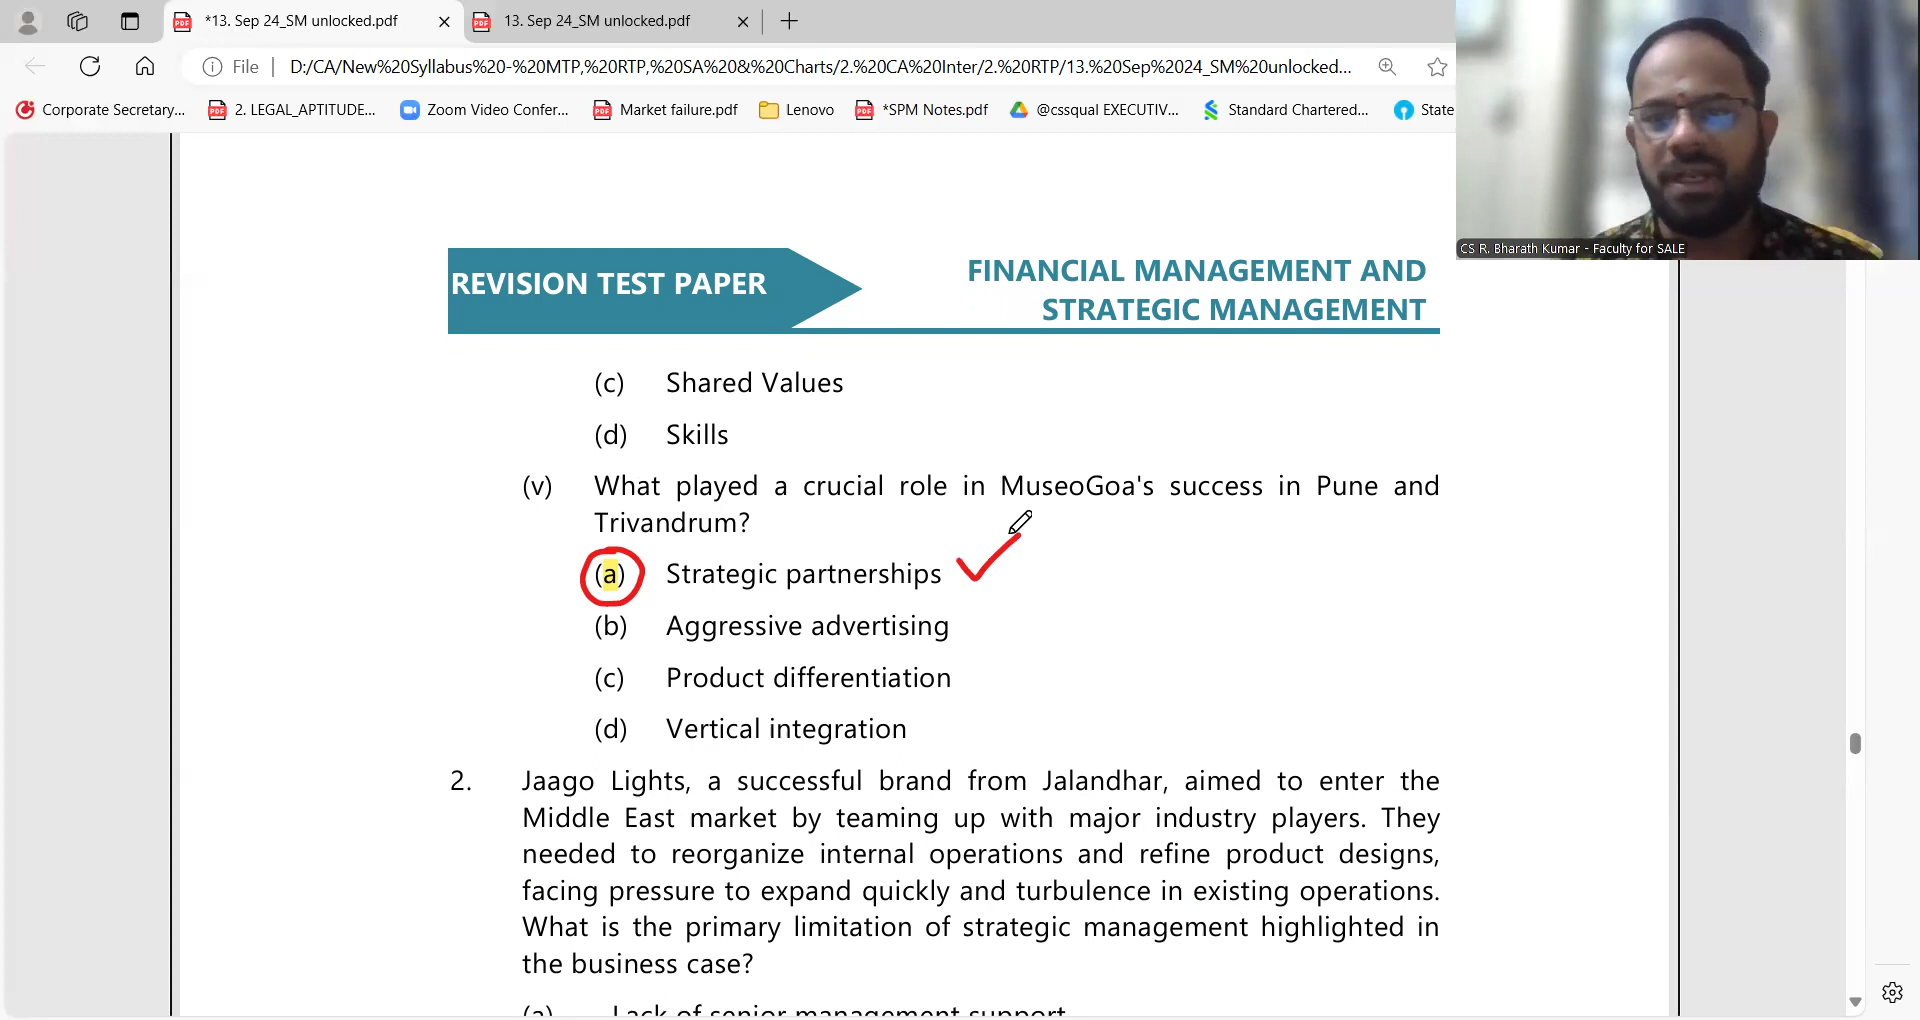 *13. Sep 24_SM unlocked.pdf
13. Sep 24_SM unlocked.pdf
File
D:/CA/New%20Syllabus%20-%20MTP,%20RTP,%20SA%20&%20Charts/2.%20CA%20Inter/2.%20RTP/13.%20Sep%2024_SM%20unlocked...
Corporate Secretary...
2. LEGAL_APTITUDE...
Zoom Video Confer...
Market failure.pdf
Lenovo
*SPM Notes.pdf
@cssqual EXECUTIV...
Standard Chartered...
State
CS R. Bharath Kumar - Faculty for SALE
REVISION TEST PAPER
FINANCIAL MANAGEMENT AND
STRATEGIC MANAGEMENT
(c) Shared Values
(d) Skills
(v) What played a crucial role in MuseoGoa's success in Pune and
Trivandrum?
(a) Strategic partnerships
(b) Aggressive advertising
(c) Product differentiation
(d) Vertical integration
2. Jaago Lights, a successful brand from Jalandhar, aimed to enter the
Middle East market by teaming up with major industry players. They
needed to reorganize internal operations and refine product designs,
facing pressure to expand quickly and turbulence in existing operations.
What is the primary limitation of strategic management highlighted in
the business case?
(a) Lack of senior management support